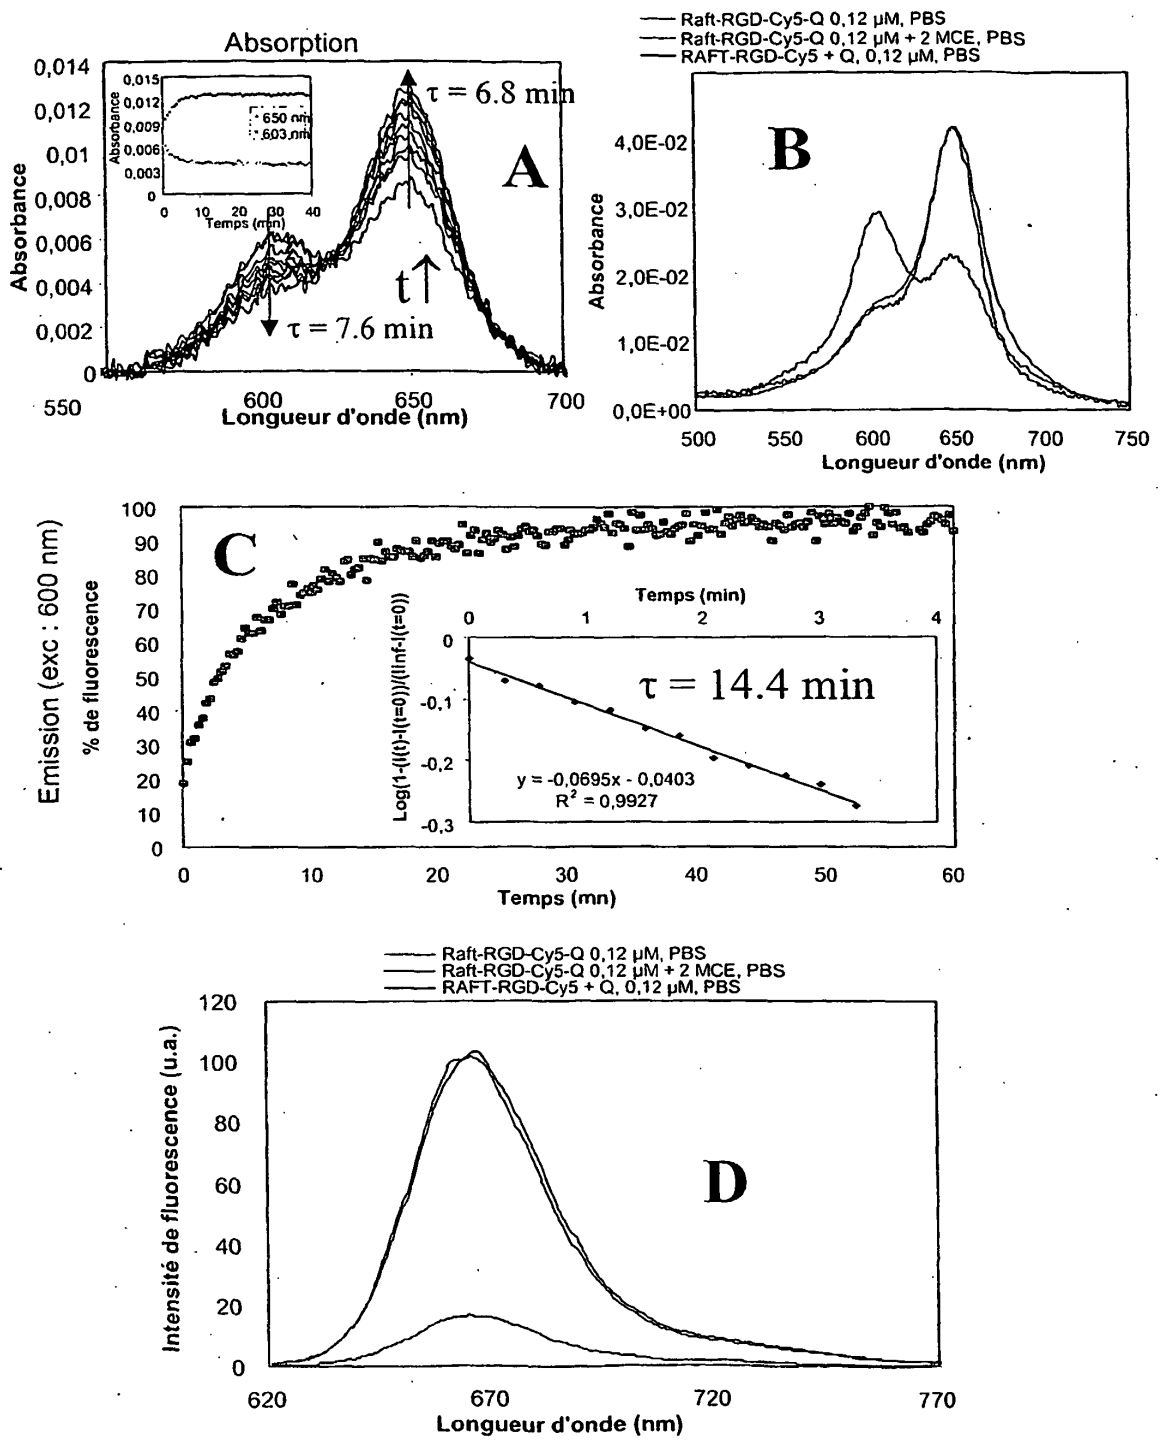 Absorption
0,014
0,012
0,01
0,008
0,006
0,004
0,002
0
Absorbance
550
600
650
700
Longueur d'onde (nm)
0,015
0,012
0,009
0,006
0,003
0
Absorbance
650 nm
603 nm
0 10 20 30 40
Temps (min)
τ = 6.8 min
A
t↑
τ = 7.6 min
Raft-RGD-Cy5-Q 0,12 µM, PBS
Raft-RGD-Cy5-Q 0,12 µM + 2 MCE, PBS
RAFT-RGD-Cy5 + Q, 0,12 µM, PBS
B
4,0E-02
3,0E-02
2,0E-02
1,0E-02
0,0E+00
Absorbance
500 550 600 650 700 750
Longueur d'onde (nm)
Emission (exc : 600 nm)
% de fluorescence
100
90
80
70
60
50
40
30
20
10
0
C
0 10 20 30 40 50 60
Temps (mn)
Temps (min)
0 1 2 3 4
0
-0,1
-0,2
-0,3
Log(1-(I(t)-I(t=0))/(Iinf-I(t=0))
τ = 14.4 min
y = -0,0695x - 0,0403
R² = 0,9927
Raft-RGD-Cy5-Q 0,12 µM, PBS
Raft-RGD-Cy5-Q 0,12 µM + 2 MCE, PBS
RAFT-RGD-Cy5 + Q, 0,12 µM, PBS
120
100
80
60
40
20
0
Intensité de fluorescence (u.a.)
D
620 670 720 770
Longueur d'onde (nm)